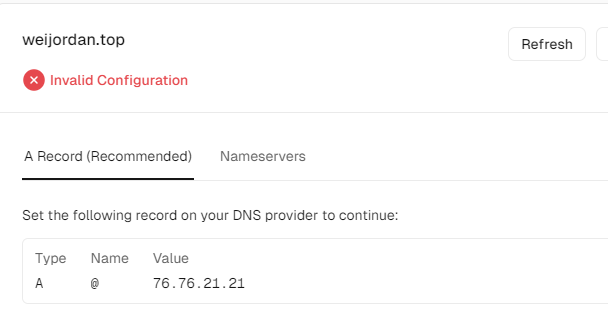 weijordan.top
Refresh
Invalid Configuration
A Record (Recommended) Nameservers
Set the following record on your DNS provider to continue:
Type Name Value
A @ 76.76.21.21